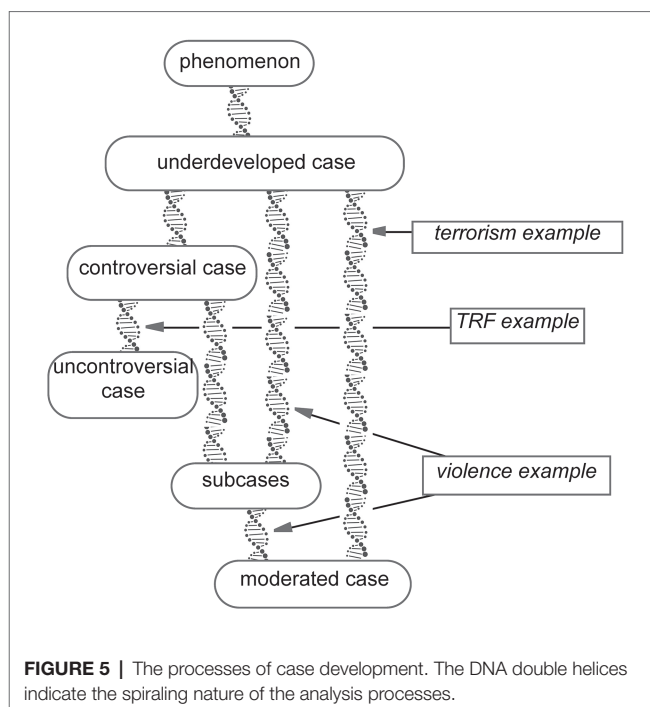 phenomenon
underdeveloped case
terrorism example
controversial case
TRF example
uncontroversial
case
violence example
subcases
moderated case
FIGURE 5 | The processes of case development. The DNA double helices
indicate the spiraling nature of the analysis processes.